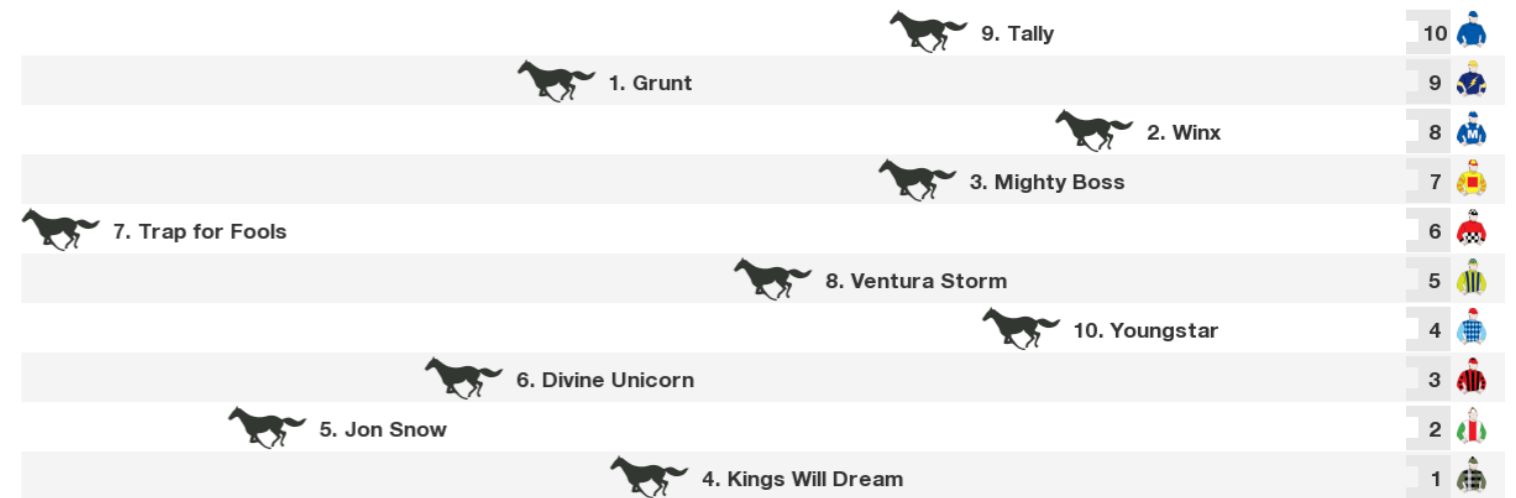 9. Tally 10
1. Grunt 9
2. Winx 8 M
3. Mighty Boss 7
7. Trap for Fools 6
8. Ventura Storm 5
10. Youngstar 4
6. Divine Unicorn 3
5. Jon Snow 2
4. Kings Will Dream 1